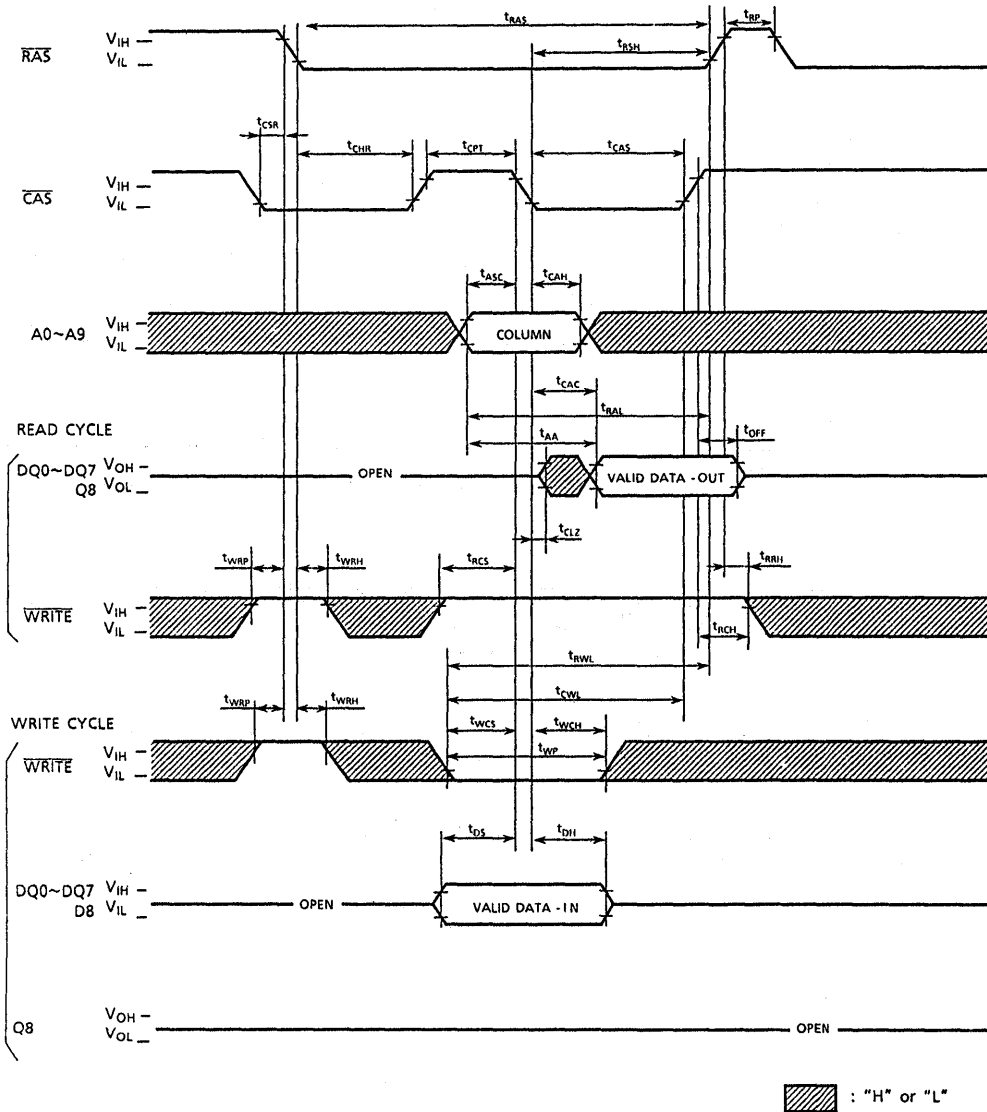 tRAS
tRP
tRSH
RAS
VIH
VIL
tCSR
tCHR
tCPT
tCAS
CAS
VIH
VIL
tASC
tCAH
A0~A9
VIH
VIL
COLUMN
tCAC
tRAL
READ CYCLE
tAA
tOFF
DQ0~DQ7
Q8
VOH
VOL
OPEN
VALID DATA - OUT
tCLZ
tWRP
tWRH
tRCS
tRRH
WRITE
VIH
VIL
tRCH
tRWL
tCWL
WRITE CYCLE
tWRP
tWRH
tWCS
tWCH
WRITE
VIH
VIL
tWP
tDS
tDH
DQ0~DQ7
D8
VIH
VIL
OPEN
VALID DATA - IN
Q8
VOH
VOL
OPEN
: "H" or "L"